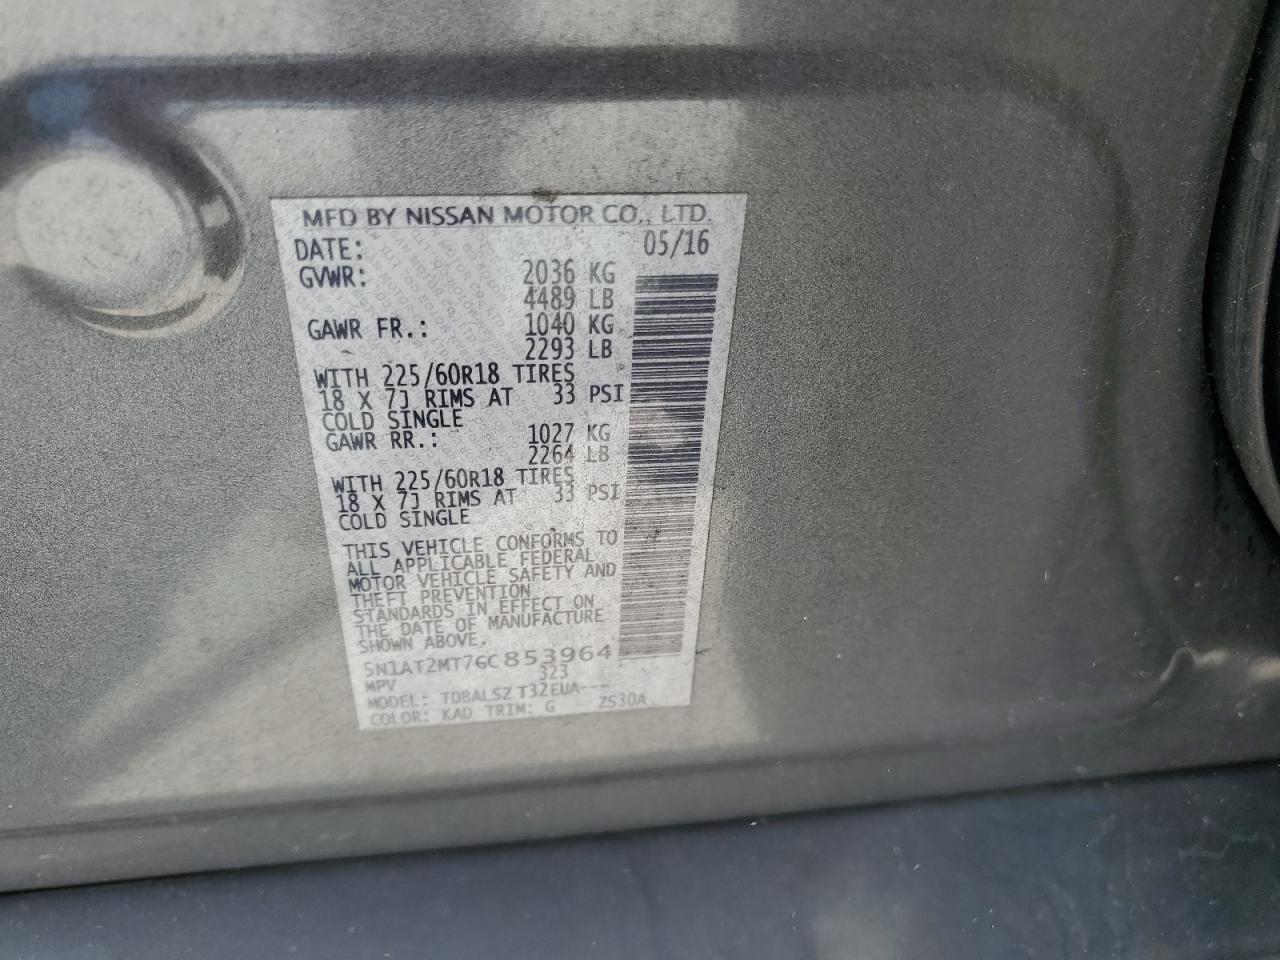 MFD BY NISSAN MOTOR CO., LTD.
DATE: 05/16
GVWR: 2036 KG
4489 LB
GAWR FR.: 1040 KG
2293 LB
WITH 225/60R18 TIRES
18 X 7J RIMS AT 33 PSI
COLD SINGLE
GAWR RR.: 1027 KG
2264 LB
WITH 225/60R18 TIRES
18 X 7J RIMS AT 33 PSI
COLD SINGLE
THIS VEHICLE CONFORMS TO
ALL APPLICABLE FEDERAL
MOTOR VEHICLE SAFETY AND
THEFT PREVENTION
STANDARDS IN EFFECT ON
THE DATE OF MANUFACTURE
SHOWN ABOVE.
5N1AT2MT7GC853964
MPV 323
MODEL: TDBALSZ T32EUA---
COLOR: KAD TRIM: G ZS30A